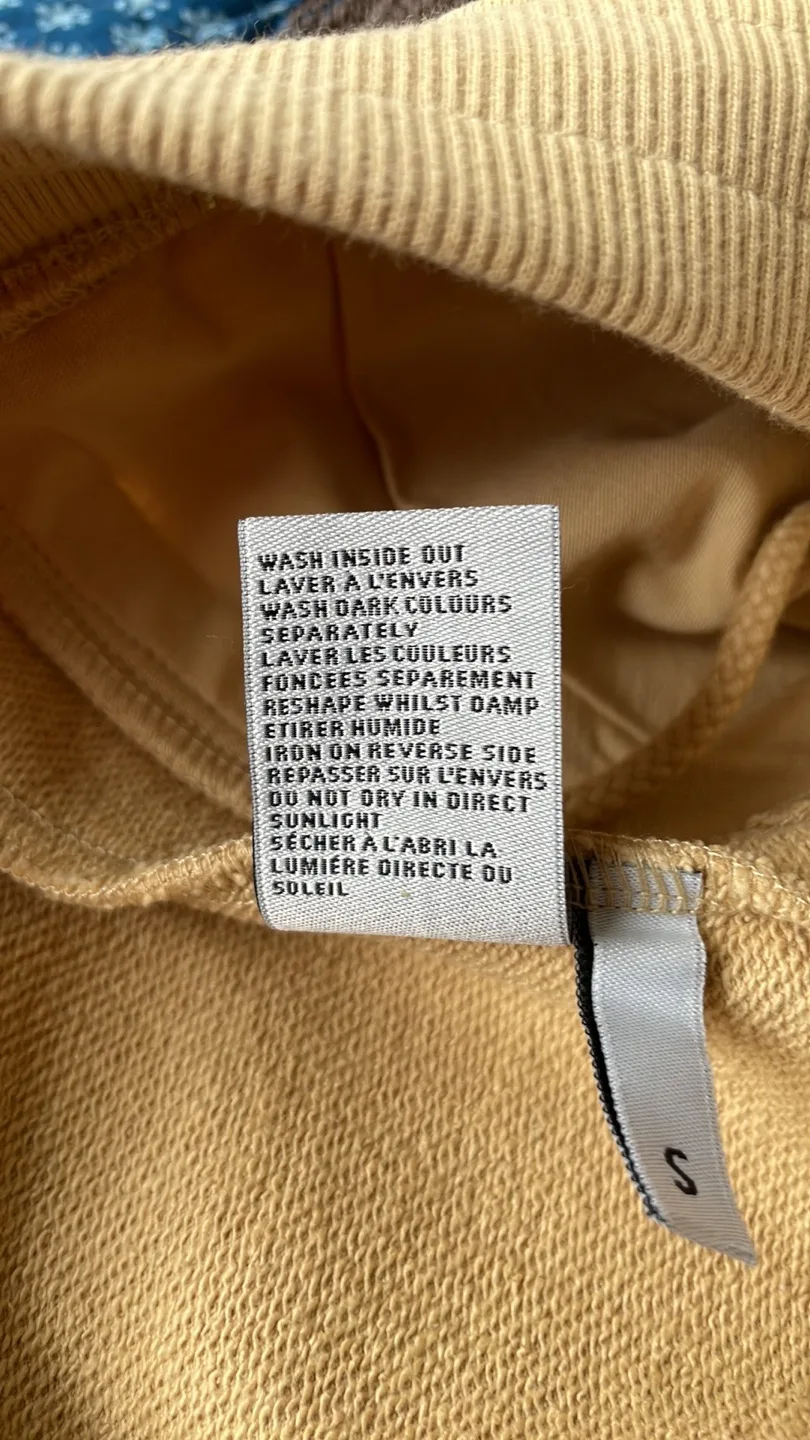 WASH INSIDE OUT
LAVER A L'ENVERS
WASH DARK COLOURS
SEPARATELY
LAVER LES COULEURS
FONCEES SEPAREMENT
RESHAPE WHILST DAMP
ETIRER HUMIDE
IRON ON REVERSE SIDE
REPASSER SUR L'ENVERS
DO NOT DRY IN DIRECT
SUNLIGHT
SÉCHER A L'ABRI LA
LUMIÉRE DIRECTE DU
SOLEIL
S